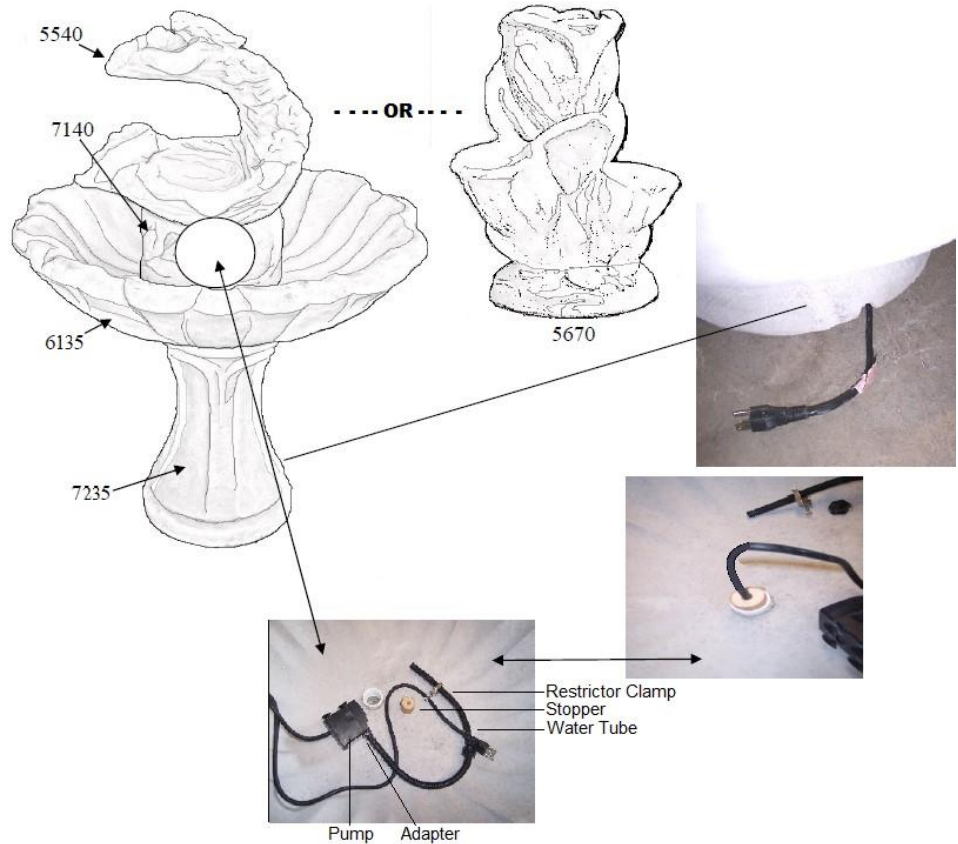 5540
- - - - OR - - - -
7140
6135
5670
7235
Restrictor Clamp
Stopper
Water Tube
Pump
Adapter